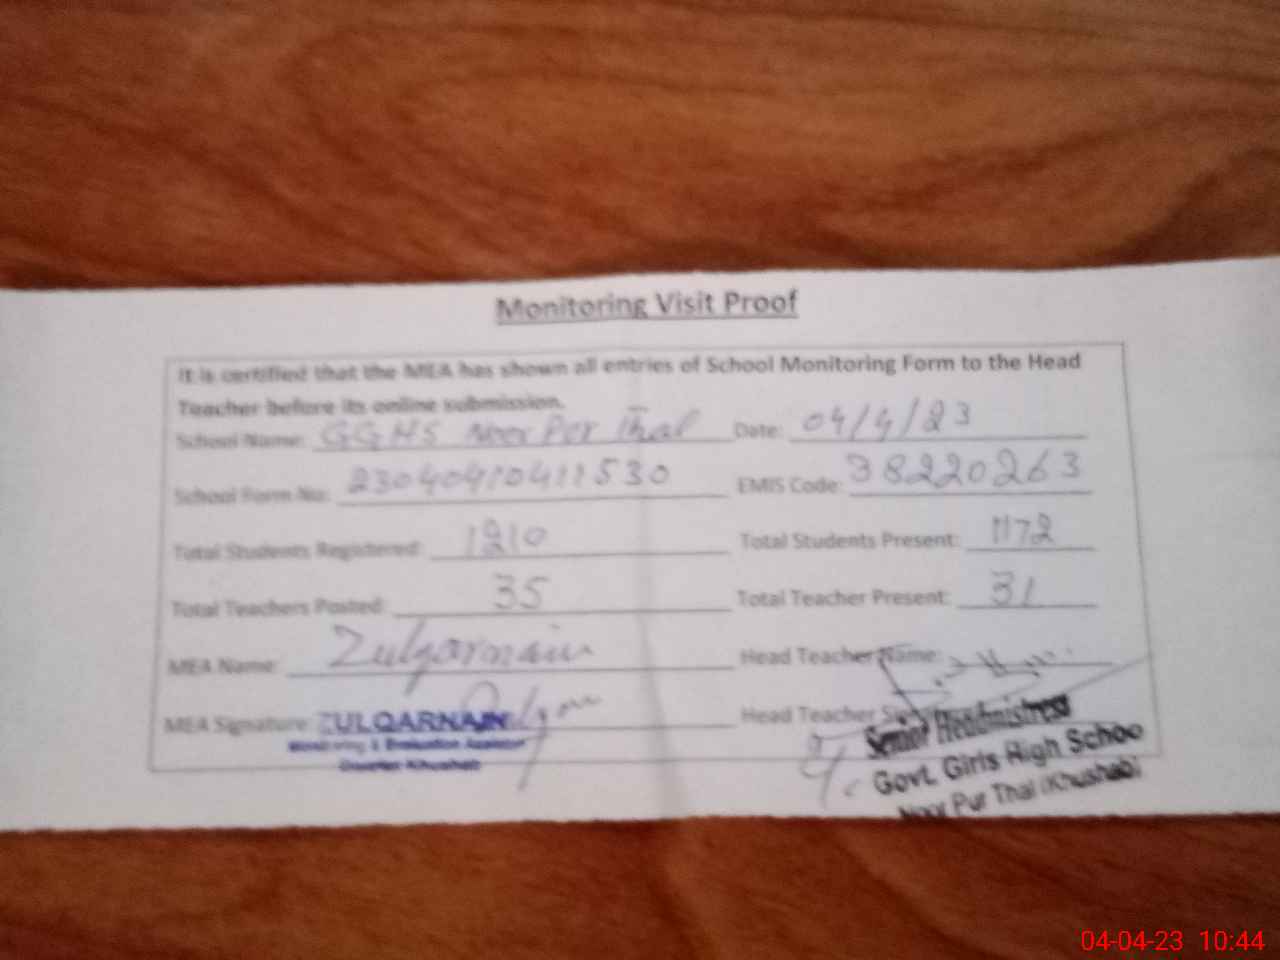 Monitoring Visit Proof
It is certified that the MEA has shown all entries of School Monitoring Form to the Head
Teacher before its online submission.
School Name: GGHS Noor Pur Thal Date: 04/4/23
School Form No: 23040410411530 EMIS Code: 38220263
Total Students Registered: 1210 Total Students Present: 1172
Total Teachers Posted: 35 Total Teacher Present: 31
MEA Name: Zulqarnain Head Teacher Name:
MEA Signature: ZULQARNAIN Head Teacher
Monitoring & Evaluation Assistant
District Khushab
Senior Headmistress
Govt. Girls High Schoo
Noor Pur Thal (Khushab)
04-04-23 10:44